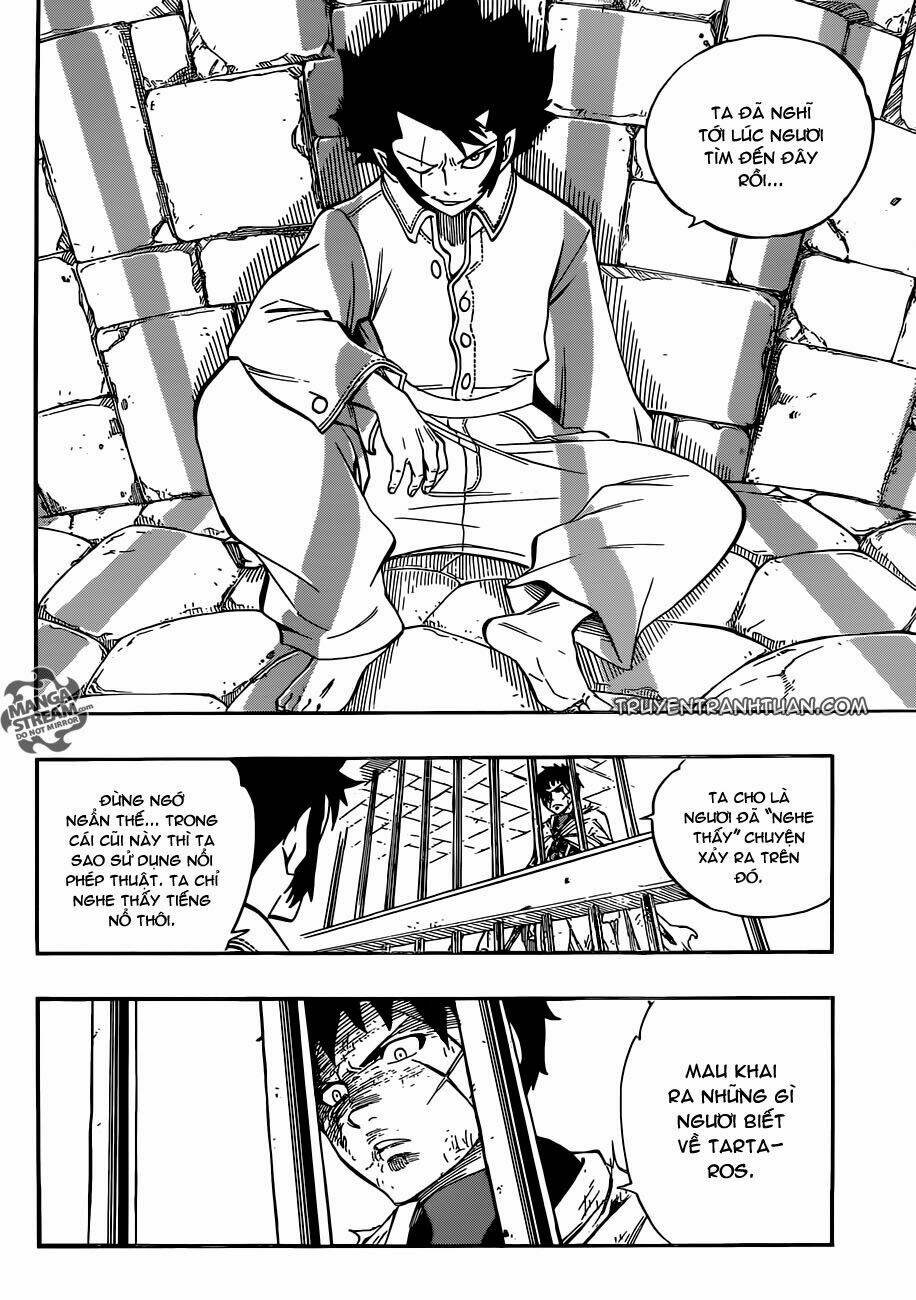 TA ĐÃ NGHĨ
TỚI LÚC NGƯƠI
TÌM ĐẾN ĐÂY
RỒI...
MANGA
STREAM.com
DO NOT MIRROR
TRUYENTRANHTUAN.COM
TA CHO LÀ
NGƯƠI ĐÃ "NGHE
THẤY" CHUYỆN
XẢY RA TRÊN
ĐÓ.
ĐỪNG NGỚ
NGẨN THẾ... TRONG
CÁI CŨI NÀY THÌ TA
SAO SỬ DỤNG NỔI
PHÉP THUẬT. TA CHỈ
NGHE THẤY TIẾNG
NỔ THÔI.
MAU KHAI
RA NHỮNG GÌ
NGƯƠI BIẾT
VỀ TARTA-
ROS.